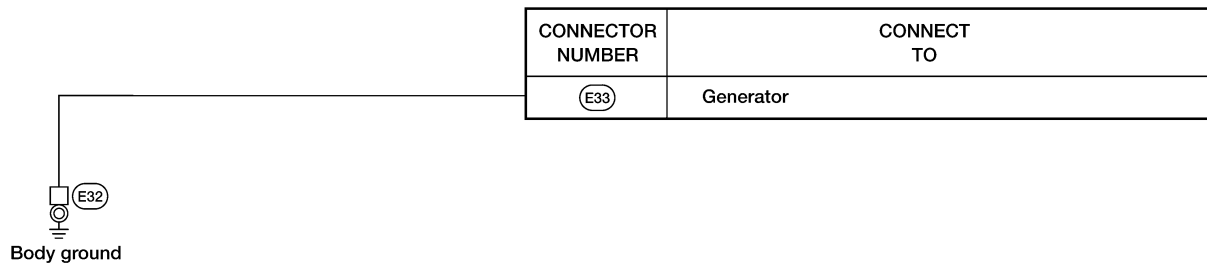 CONNECTOR
NUMBER
CONNECT
TO
E33
Generator
E32
Body ground